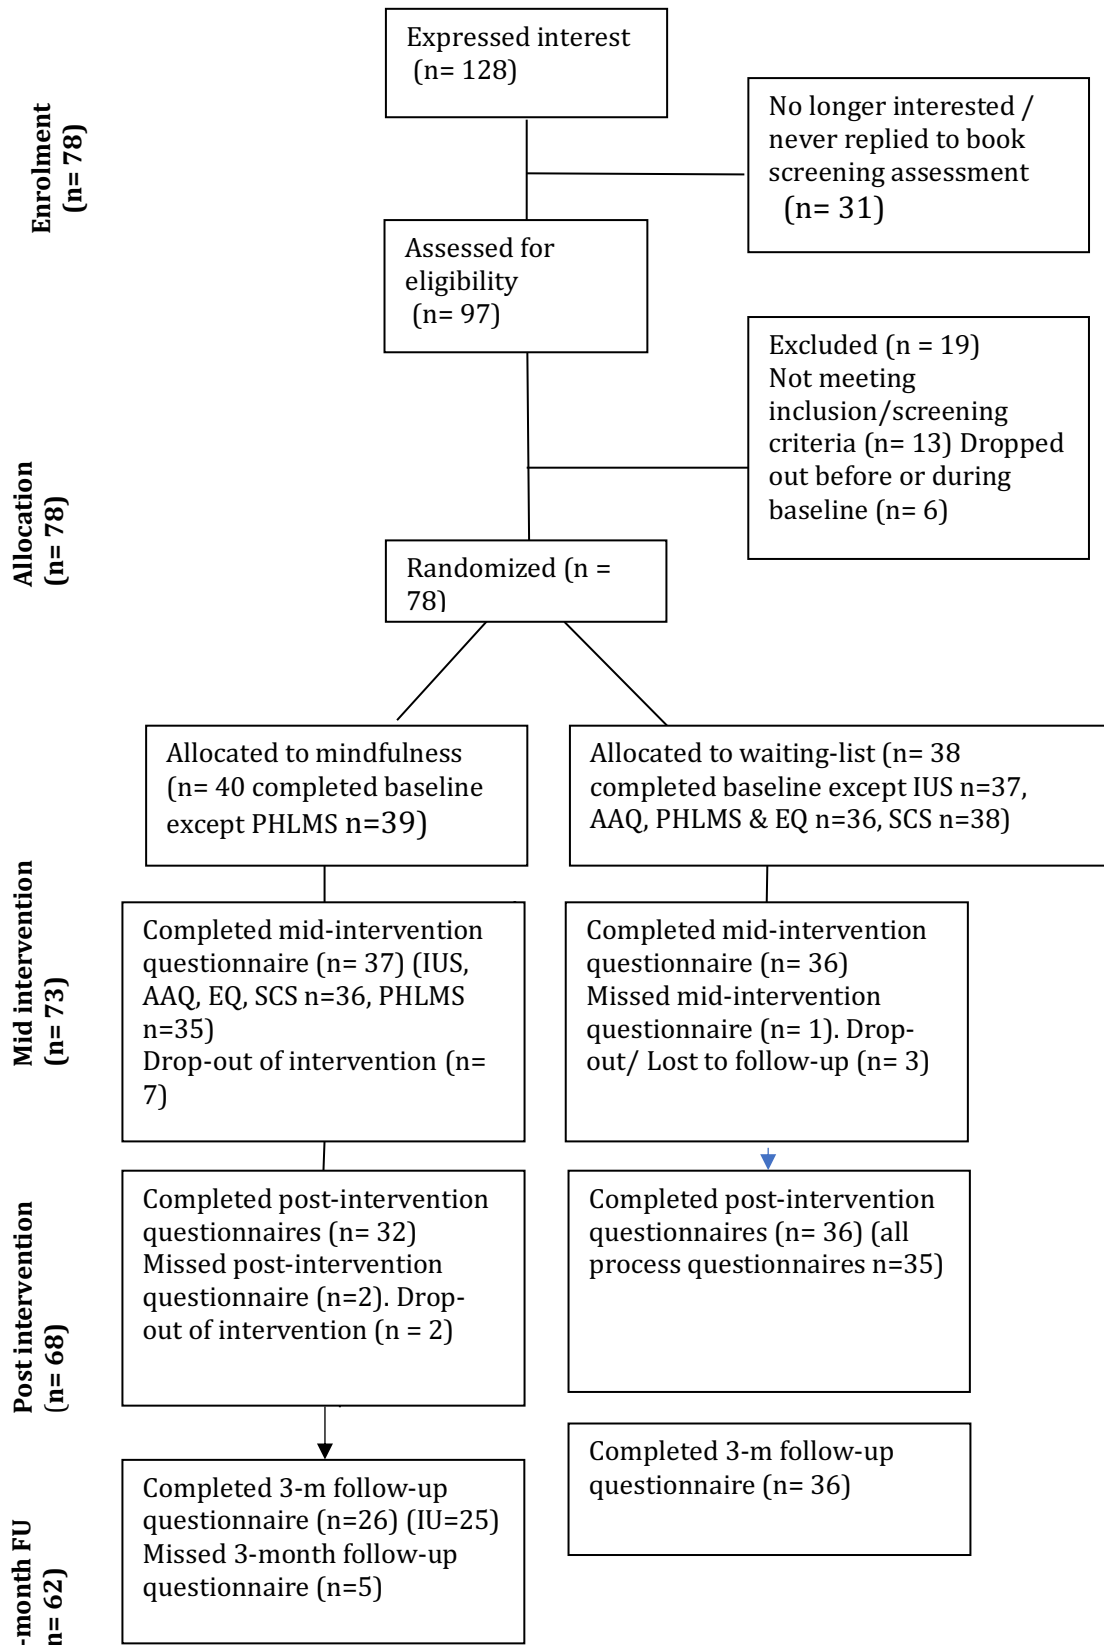 Expressed interest
(n= 128)
Enrolment
(n= 78)
No longer interested /
never replied to book
screening assessment
(n= 31)
Assessed for
eligibility
(n= 97)
Excluded (n = 19)
Not meeting
inclusion/screening
criteria (n= 13) Dropped
out before or during
baseline (n= 6)
Allocation
(n= 78)
Randomized (n =
78)
Allocated to mindfulness
(n= 40 completed baseline
except PHLMS n=39)
Allocated to waiting-list (n= 38
completed baseline except IUS n=37,
AAQ, PHLMS & EQ n=36, SCS n=38)
Mid intervention
(n= 73)
Completed mid-intervention
questionnaire (n= 37) (IUS,
AAQ, EQ, SCS n=36, PHLMS
n=35)
Drop-out of intervention (n=
7)
Completed mid-intervention
questionnaire (n= 36)
Missed mid-intervention
questionnaire (n= 1). Drop-
out/ Lost to follow-up (n= 3)
Post intervention
(n= 68)
Completed post-intervention
questionnaires (n= 32)
Missed post-intervention
questionnaire (n=2). Drop-
out of intervention (n = 2)
Completed post-intervention
questionnaires (n= 36) (all
process questionnaires n=35)
-month FU
n= 62)
Completed 3-m follow-up
questionnaire (n=26) (IU=25)
Missed 3-month follow-up
questionnaire (n=5)
Completed 3-m follow-up
questionnaire (n= 36)